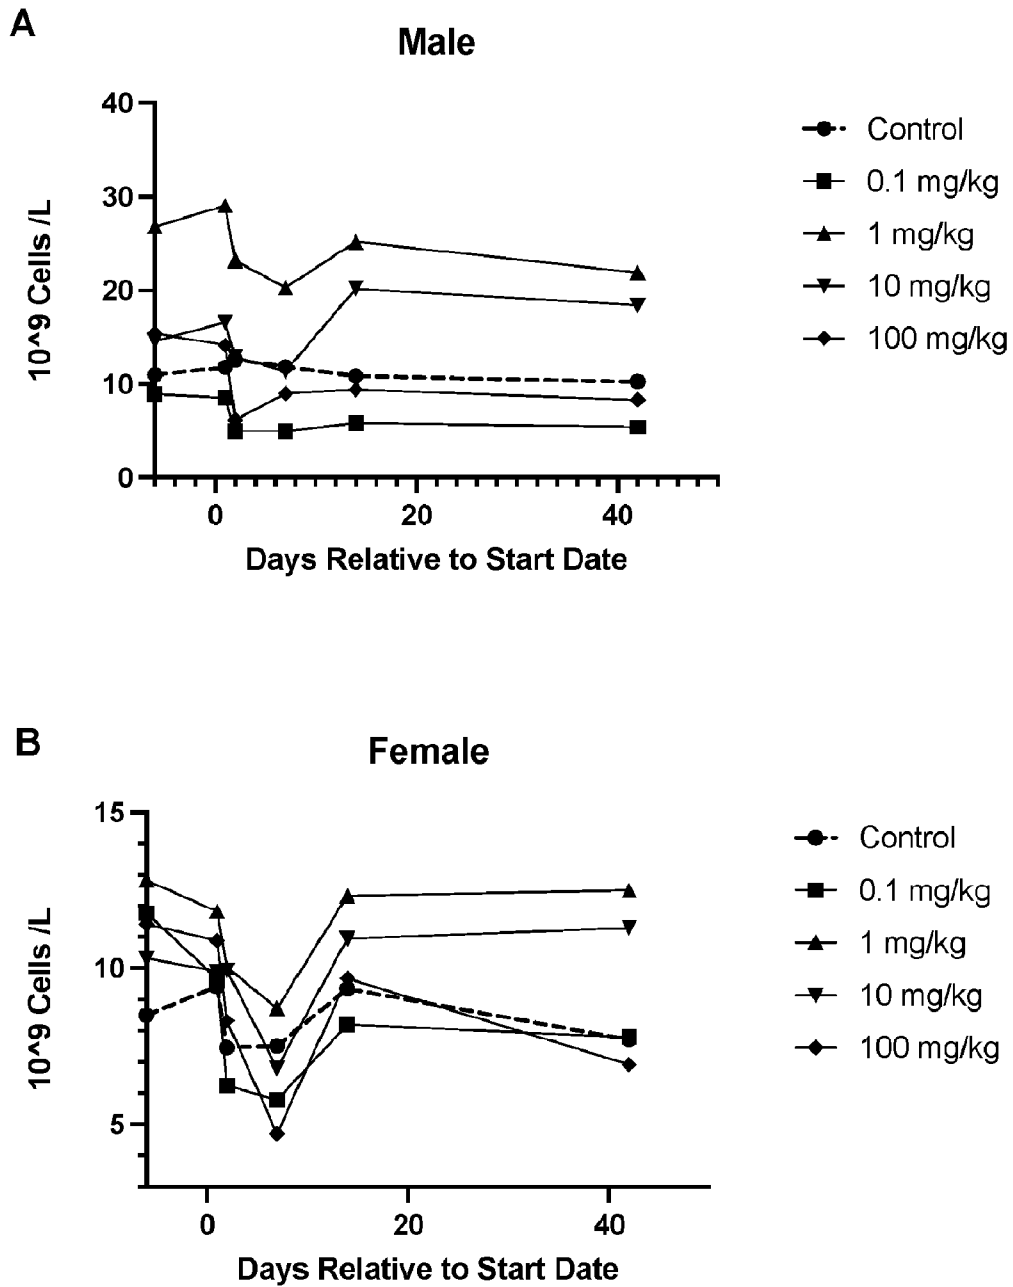 A
Male
40
30
20
10
0
10^9 Cells /L
0 20 40
Days Relative to Start Date
Control
0.1 mg/kg
1 mg/kg
10 mg/kg
100 mg/kg
B
Female
15
10
5
10^9 Cells /L
0 20 40
Days Relative to Start Date
Control
0.1 mg/kg
1 mg/kg
10 mg/kg
100 mg/kg